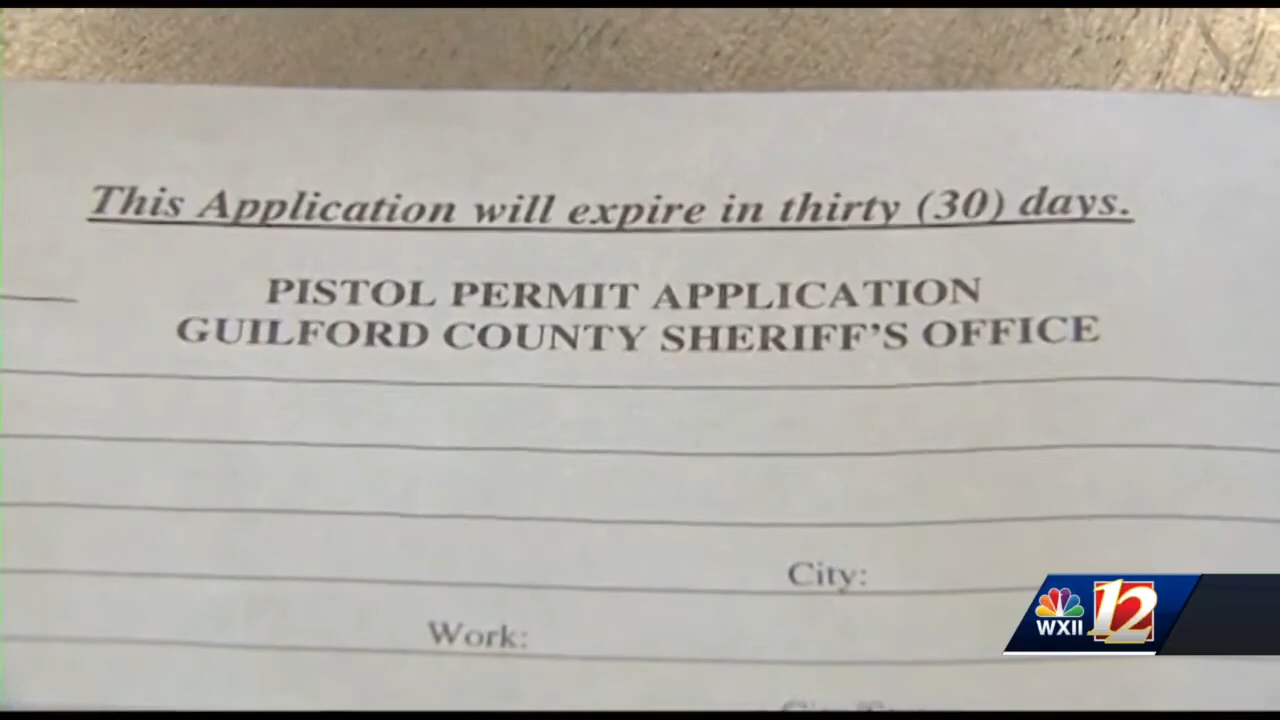 This Application will expire in thirty (30) days.
PISTOL PERMIT APPLICATION
GUILFORD COUNTY SHERIFF'S OFFICE
City:
Work:
WXII 12